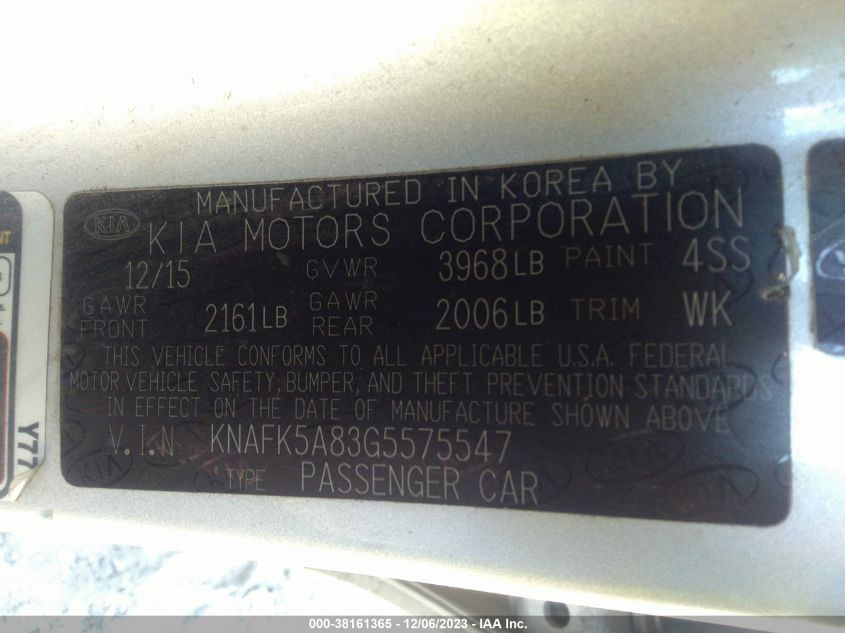 MANUFACTURED IN KOREA BY
KIA KIA MOTORS CORPORATION
12/15 GVWR 3968LB PAINT 4SS
GAWR FRONT 2161LB GAWR REAR 2006LB TRIM WK
THIS VEHICLE CONFORMS TO ALL APPLICABLE U.S.A. FEDERAL
MOTOR VEHICLE SAFETY, BUMPER, AND THEFT PREVENTION STANDARDS
IN EFFECT ON THE DATE OF MANUFACTURE SHOWN ABOVE
V.I.N: KNAFK5A83G5575547
TYPE PASSENGER CAR
Y77
000-38161365 - 12/06/2023 - IAA Inc.